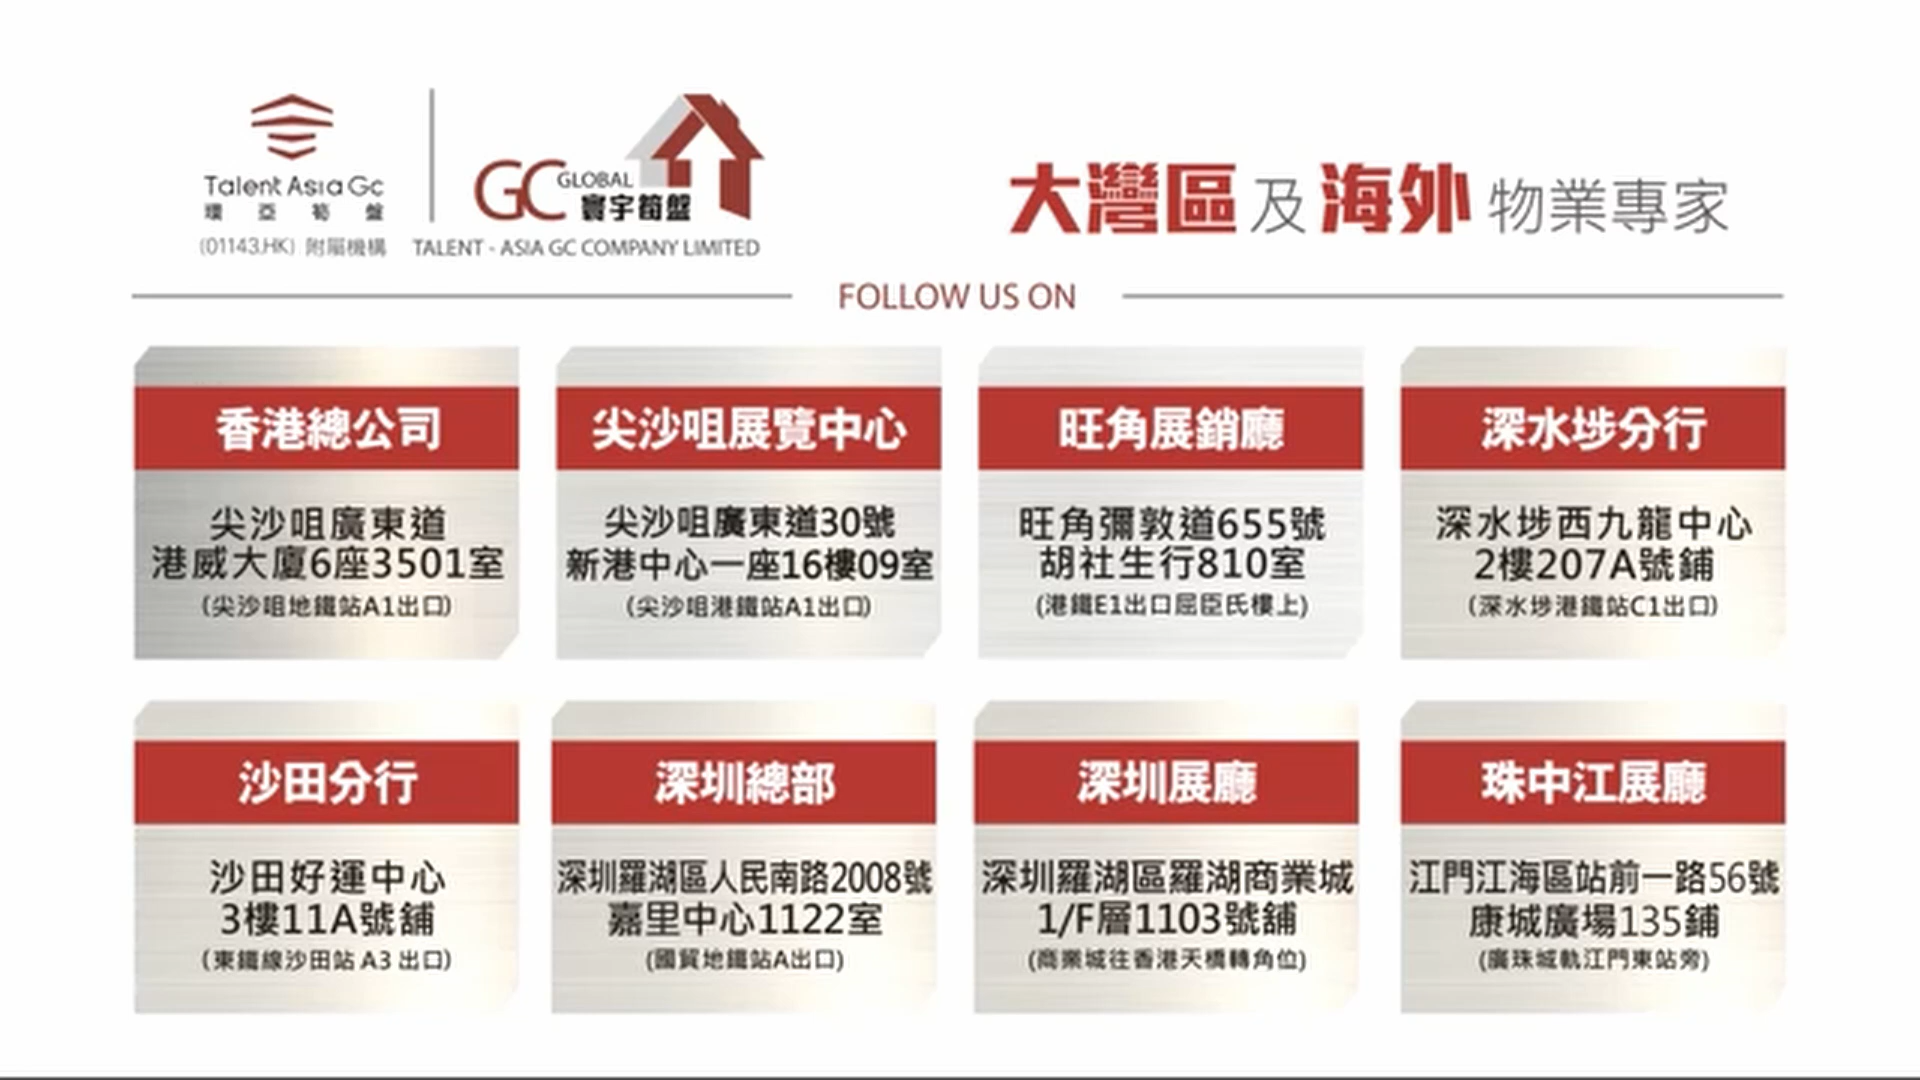 Talent Asia Gc
環亞筍盤
(01143.HK) 附屬機構
GC GLOBAL
寰宇筍盤
TALENT - ASIA GC COMPANY LIMITED
大灣區及海外物業專家
FOLLOW US ON
香港總公司
尖沙咀廣東道
港威大廈6座3501室
(尖沙咀地鐵站A1出口)
尖沙咀展覽中心
尖沙咀廣東道30號
新港中心一座16樓09室
(尖沙咀港鐵站A1出口)
旺角展銷廳
旺角彌敦道655號
胡社生行810室
(港鐵E1出口屈臣氏樓上)
深水埗分行
深水埗西九龍中心
2樓207A號鋪
(深水埗港鐵站C1出口)
沙田分行
沙田好運中心
3樓11A號舖
(東鐵線沙田站 A3 出口)
深圳總部
深圳羅湖區人民南路2008號
嘉里中心1122室
(國貿地鐵站A出口)
深圳展廳
深圳羅湖區羅湖商業城
1/F層1103號舖
(商業城往香港天橋轉角位)
珠中江展廳
江門江海區站前一路56號
康城廣場135鋪
(廣珠城軌江門東站旁)